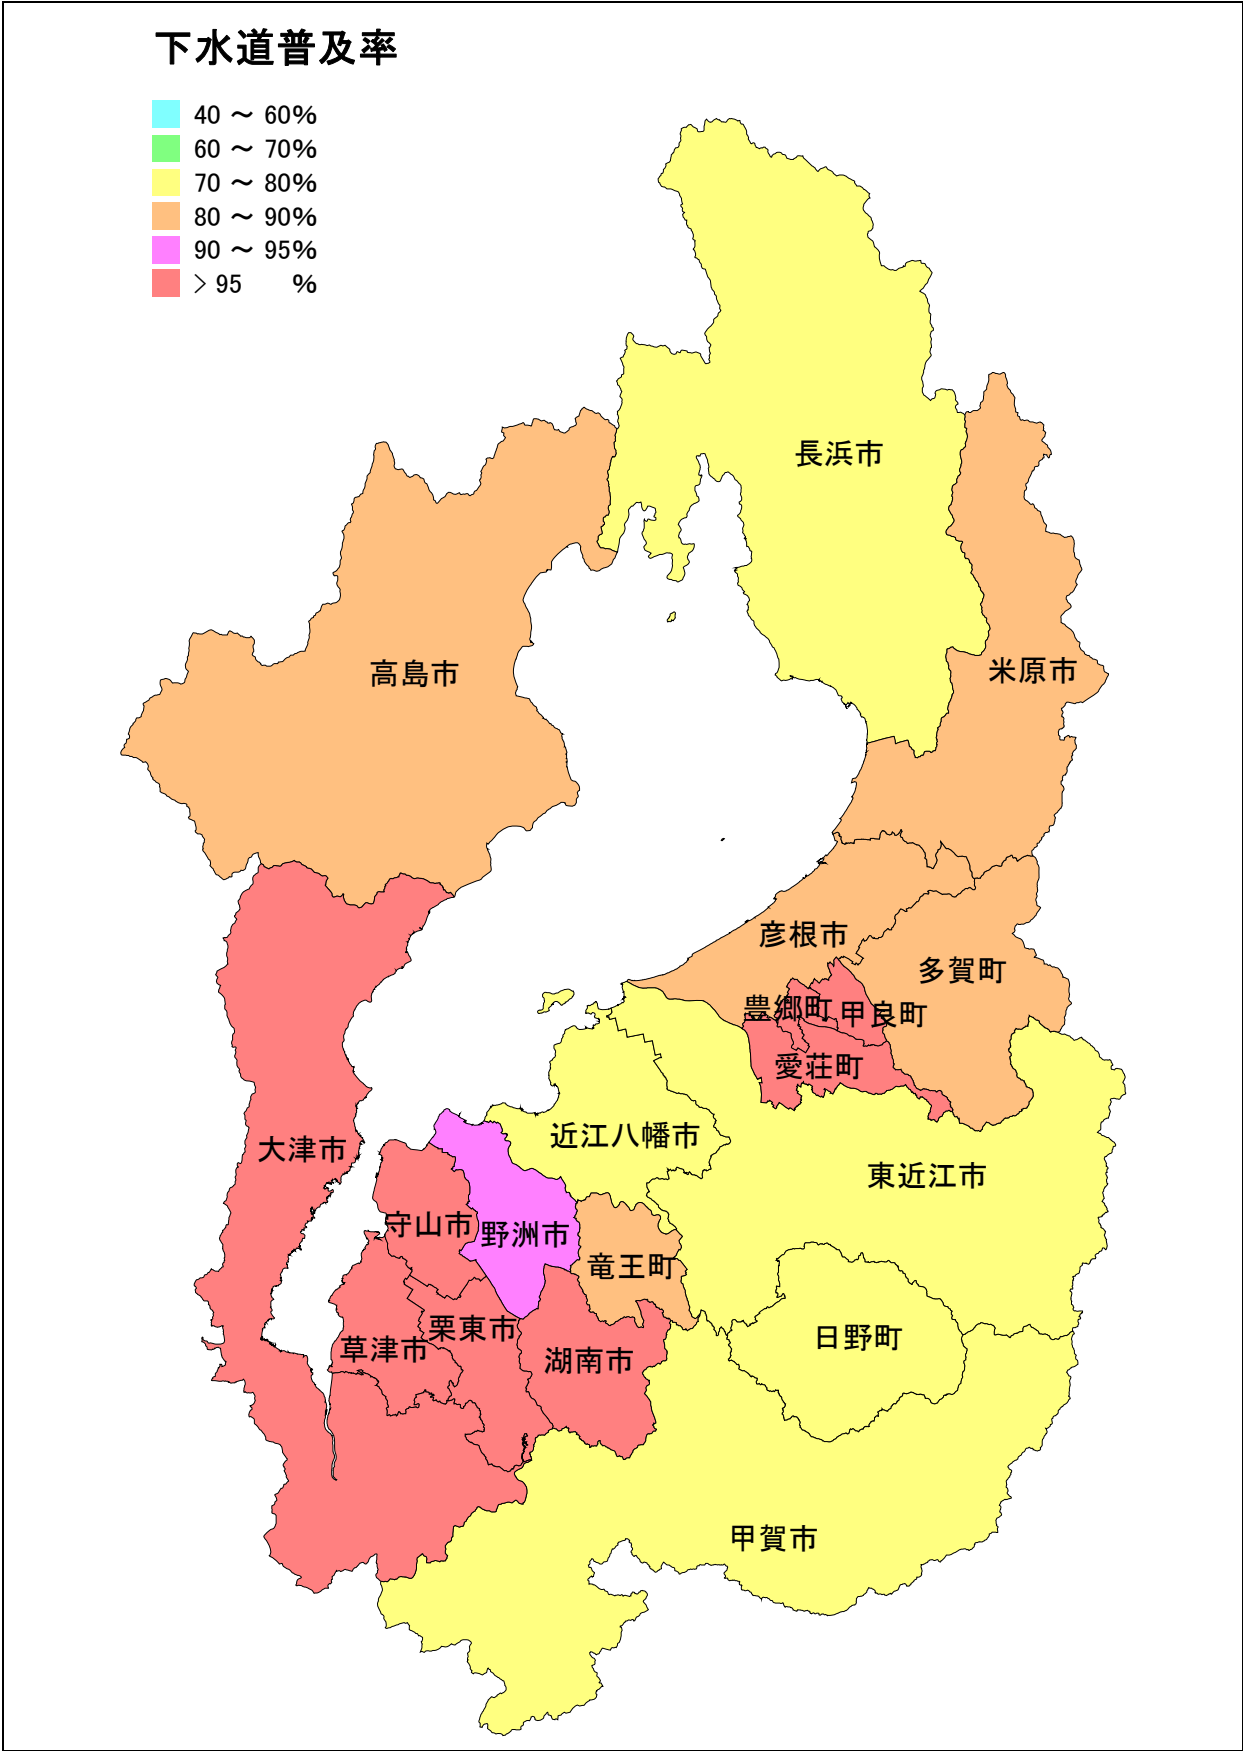 下水道普及率
40 ～ 60%
60 ～ 70%
70 ～ 80%
80 ～ 90%
90 ～ 95%
＞95 %
長浜市
米原市
高島市
彦根市
多賀町
豊郷町
甲良町
愛荘町
近江八幡市
大津市
東近江市
守山市
野洲市
竜王町
栗東市
日野町
草津市
湖南市
甲賀市